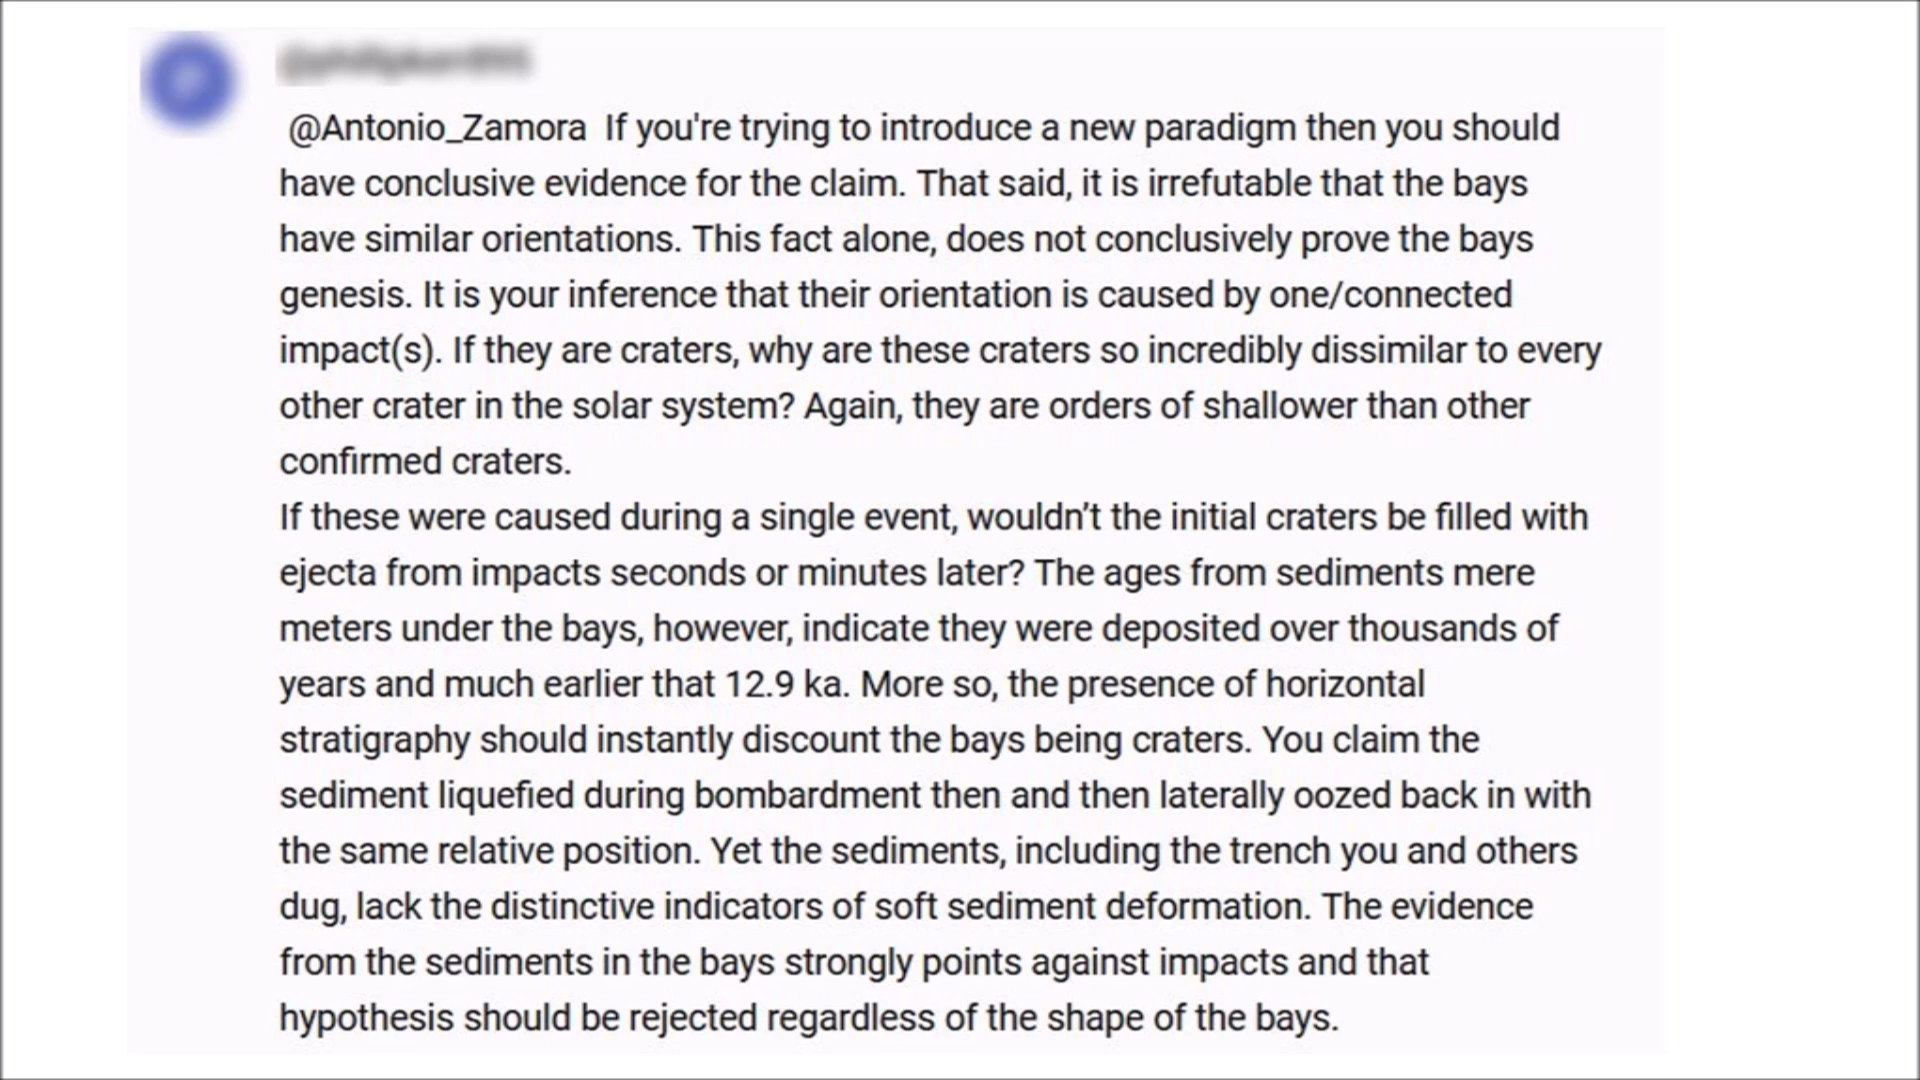 @Antonio_Zamora If you're trying to introduce a new paradigm then you should
have conclusive evidence for the claim. That said, it is irrefutable that the bays
have similar orientations. This fact alone, does not conclusively prove the bays
genesis. It is your inference that their orientation is caused by one/connected
impact(s). If they are craters, why are these craters so incredibly dissimilar to every
other crater in the solar system? Again, they are orders of shallower than other
confirmed craters.
If these were caused during a single event, wouldn’t the initial craters be filled with
ejecta from impacts seconds or minutes later? The ages from sediments mere
meters under the bays, however, indicate they were deposited over thousands of
years and much earlier that 12.9 ka. More so, the presence of horizontal
stratigraphy should instantly discount the bays being craters. You claim the
sediment liquefied during bombardment then and then laterally oozed back in with
the same relative position. Yet the sediments, including the trench you and others
dug, lack the distinctive indicators of soft sediment deformation. The evidence
from the sediments in the bays strongly points against impacts and that
hypothesis should be rejected regardless of the shape of the bays.